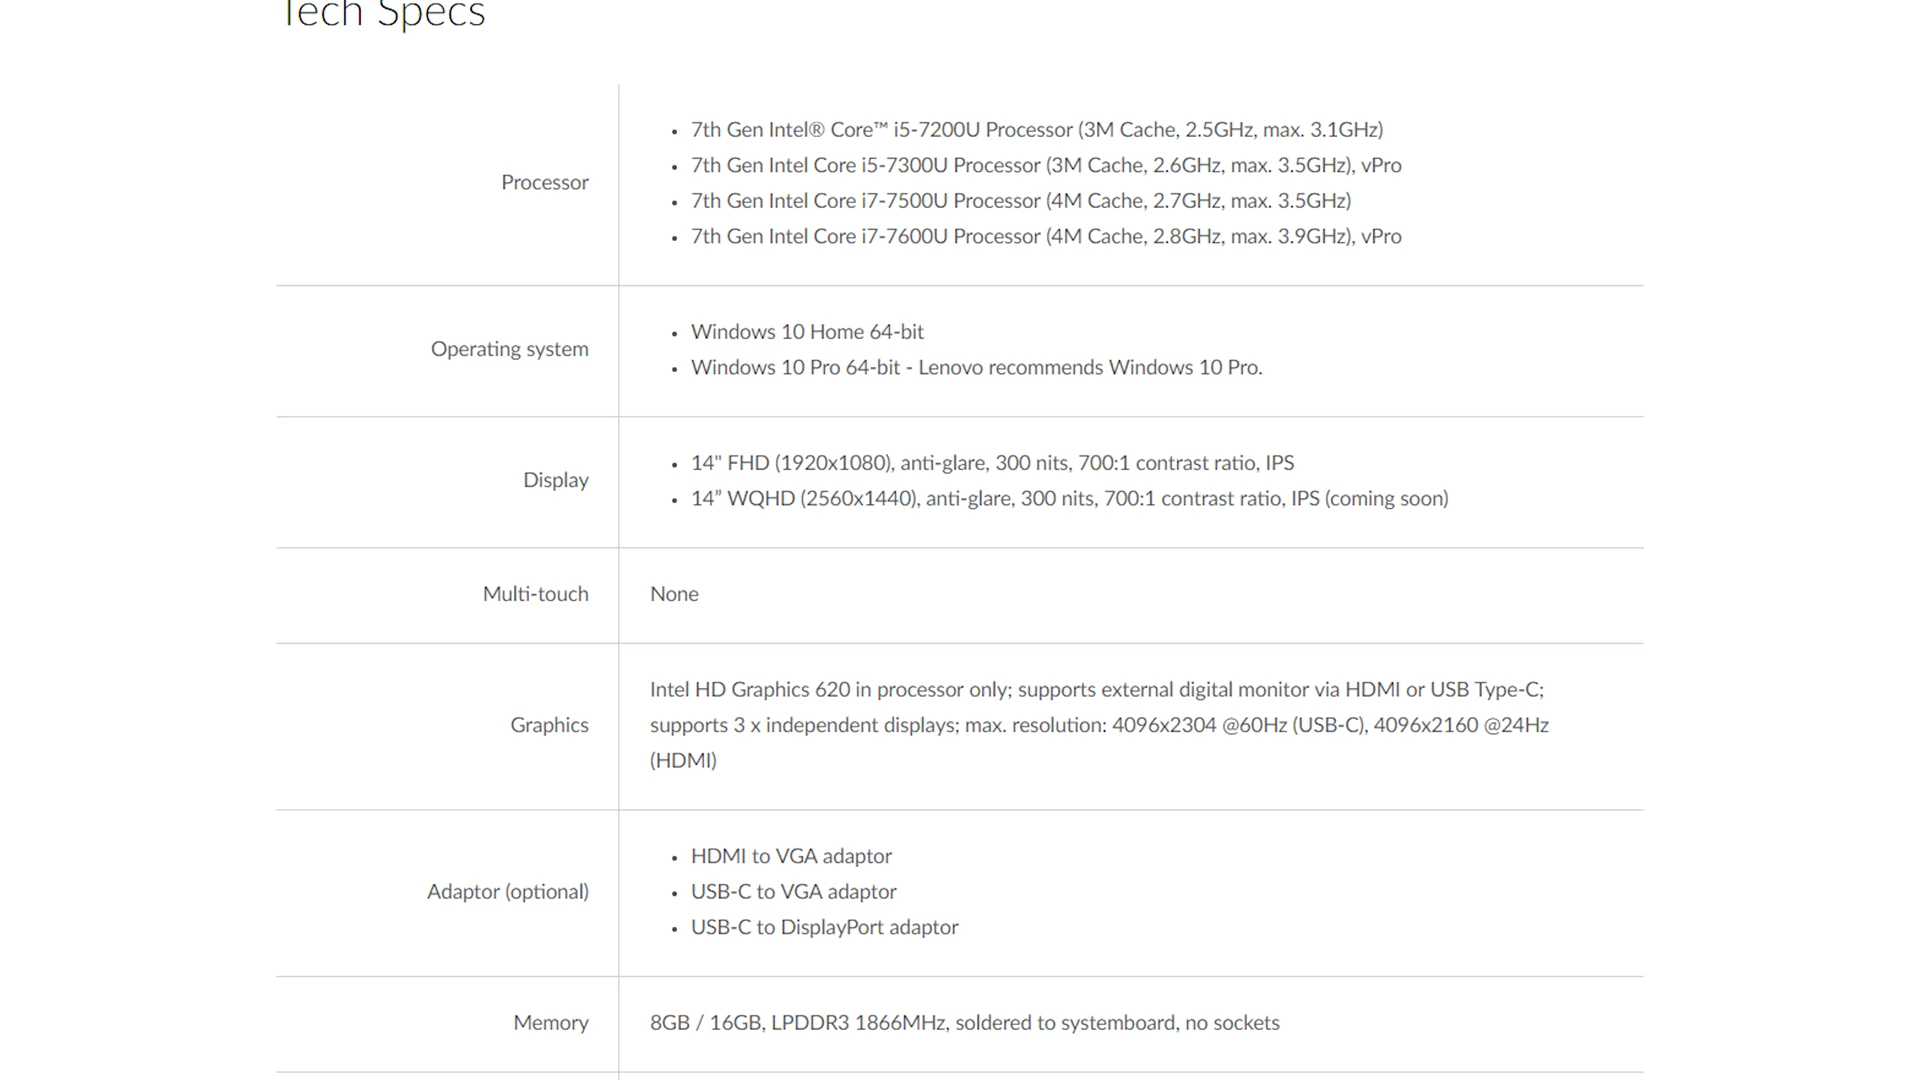 Tech Specs
Processor
7th Gen Intel® Core™ i5-7200U Processor (3M Cache, 2.5GHz, max. 3.1GHz)
7th Gen Intel Core i5-7300U Processor (3M Cache, 2.6GHz, max. 3.5GHz), vPro
7th Gen Intel Core i7-7500U Processor (4M Cache, 2.7GHz, max. 3.5GHz)
7th Gen Intel Core i7-7600U Processor (4M Cache, 2.8GHz, max. 3.9GHz), vPro
Operating system
Windows 10 Home 64-bit
Windows 10 Pro 64-bit - Lenovo recommends Windows 10 Pro.
Display
14" FHD (1920x1080), anti-glare, 300 nits, 700:1 contrast ratio, IPS
14” WQHD (2560x1440), anti-glare, 300 nits, 700:1 contrast ratio, IPS (coming soon)
Multi-touch
None
Graphics
Intel HD Graphics 620 in processor only; supports external digital monitor via HDMI or USB Type-C;
supports 3 x independent displays; max. resolution: 4096x2304 @60Hz (USB-C), 4096x2160 @24Hz
(HDMI)
Adaptor (optional)
HDMI to VGA adaptor
USB-C to VGA adaptor
USB-C to DisplayPort adaptor
Memory
8GB / 16GB, LPDDR3 1866MHz, soldered to systemboard, no sockets